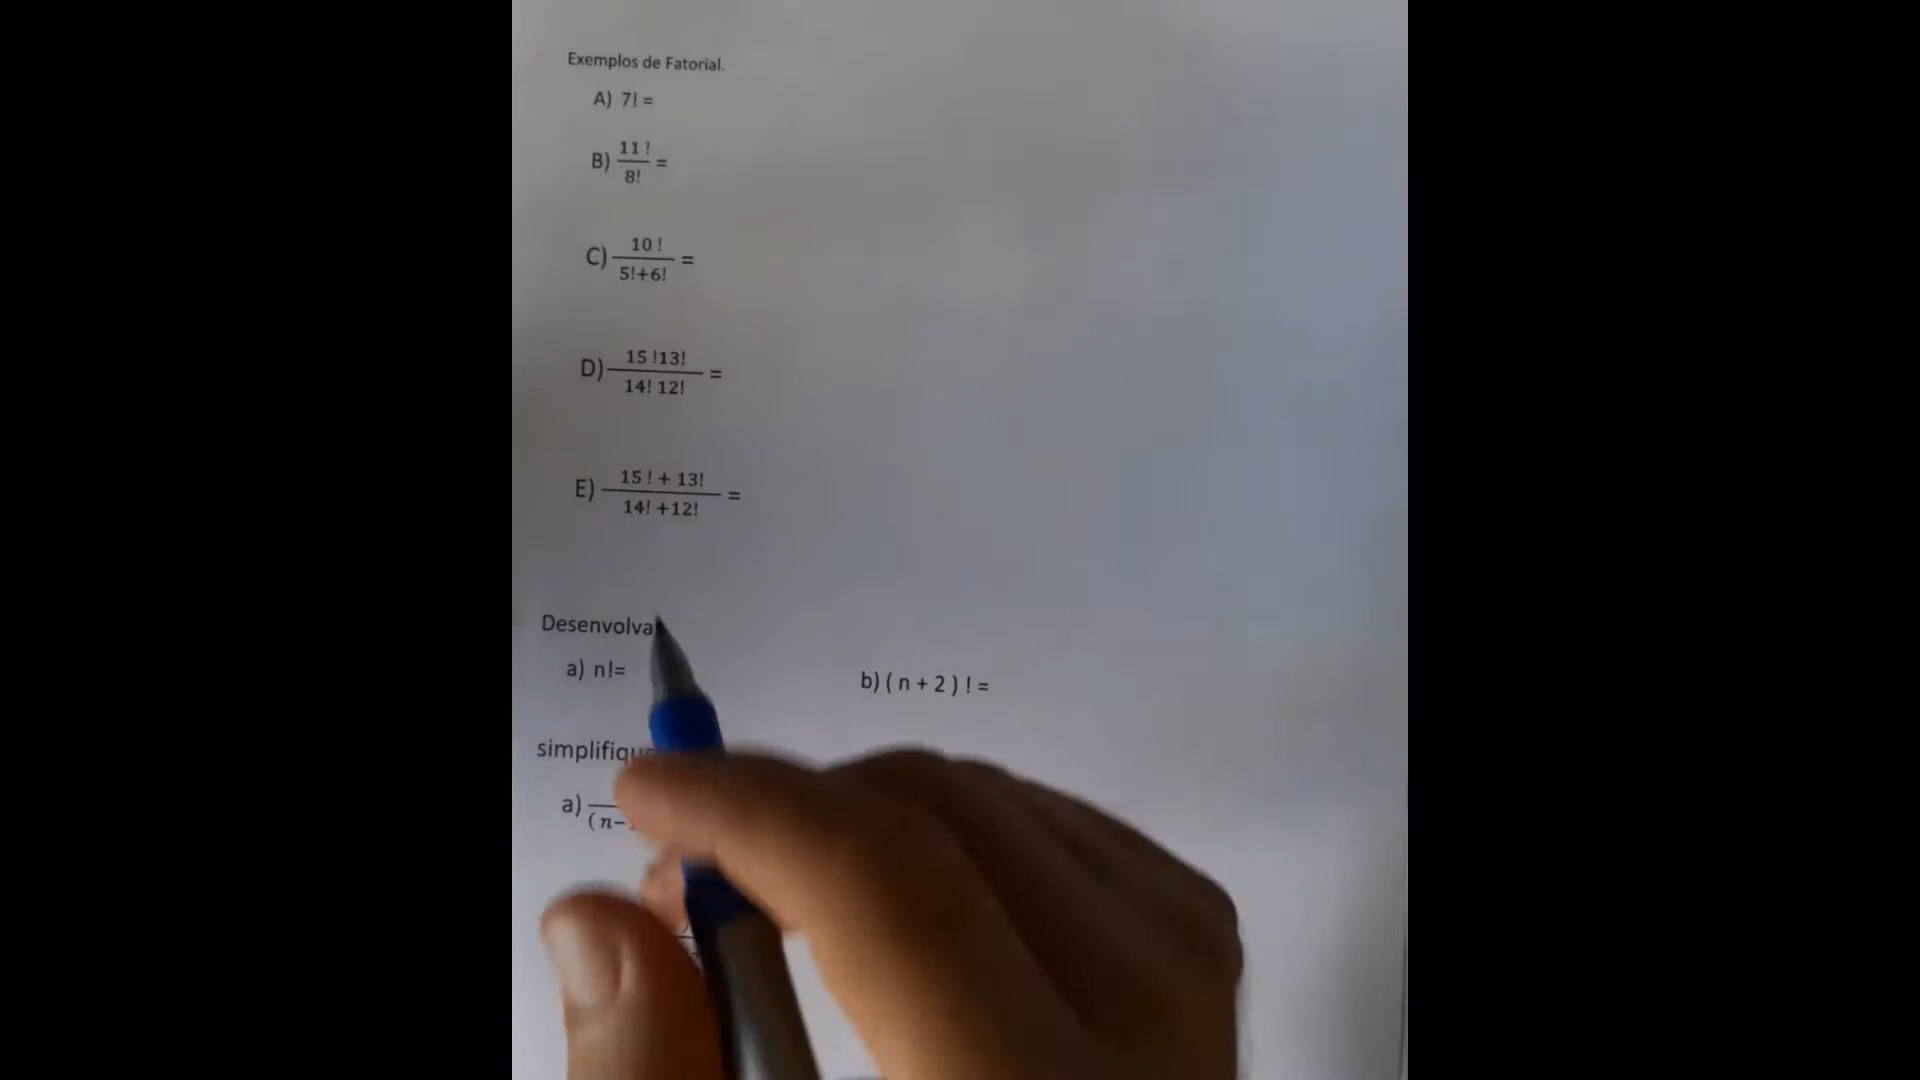 Exemplos de Fatorial.
A) 7! =
B) 11 ! / 8! =
C) 10 ! / 5!+6! =
D) 15 !13! / 14! 12! =
E) 15 ! + 13! / 14! +12! =
Desenvolva
a) n!=
b) ( n + 2 ) ! =
a)
( n−